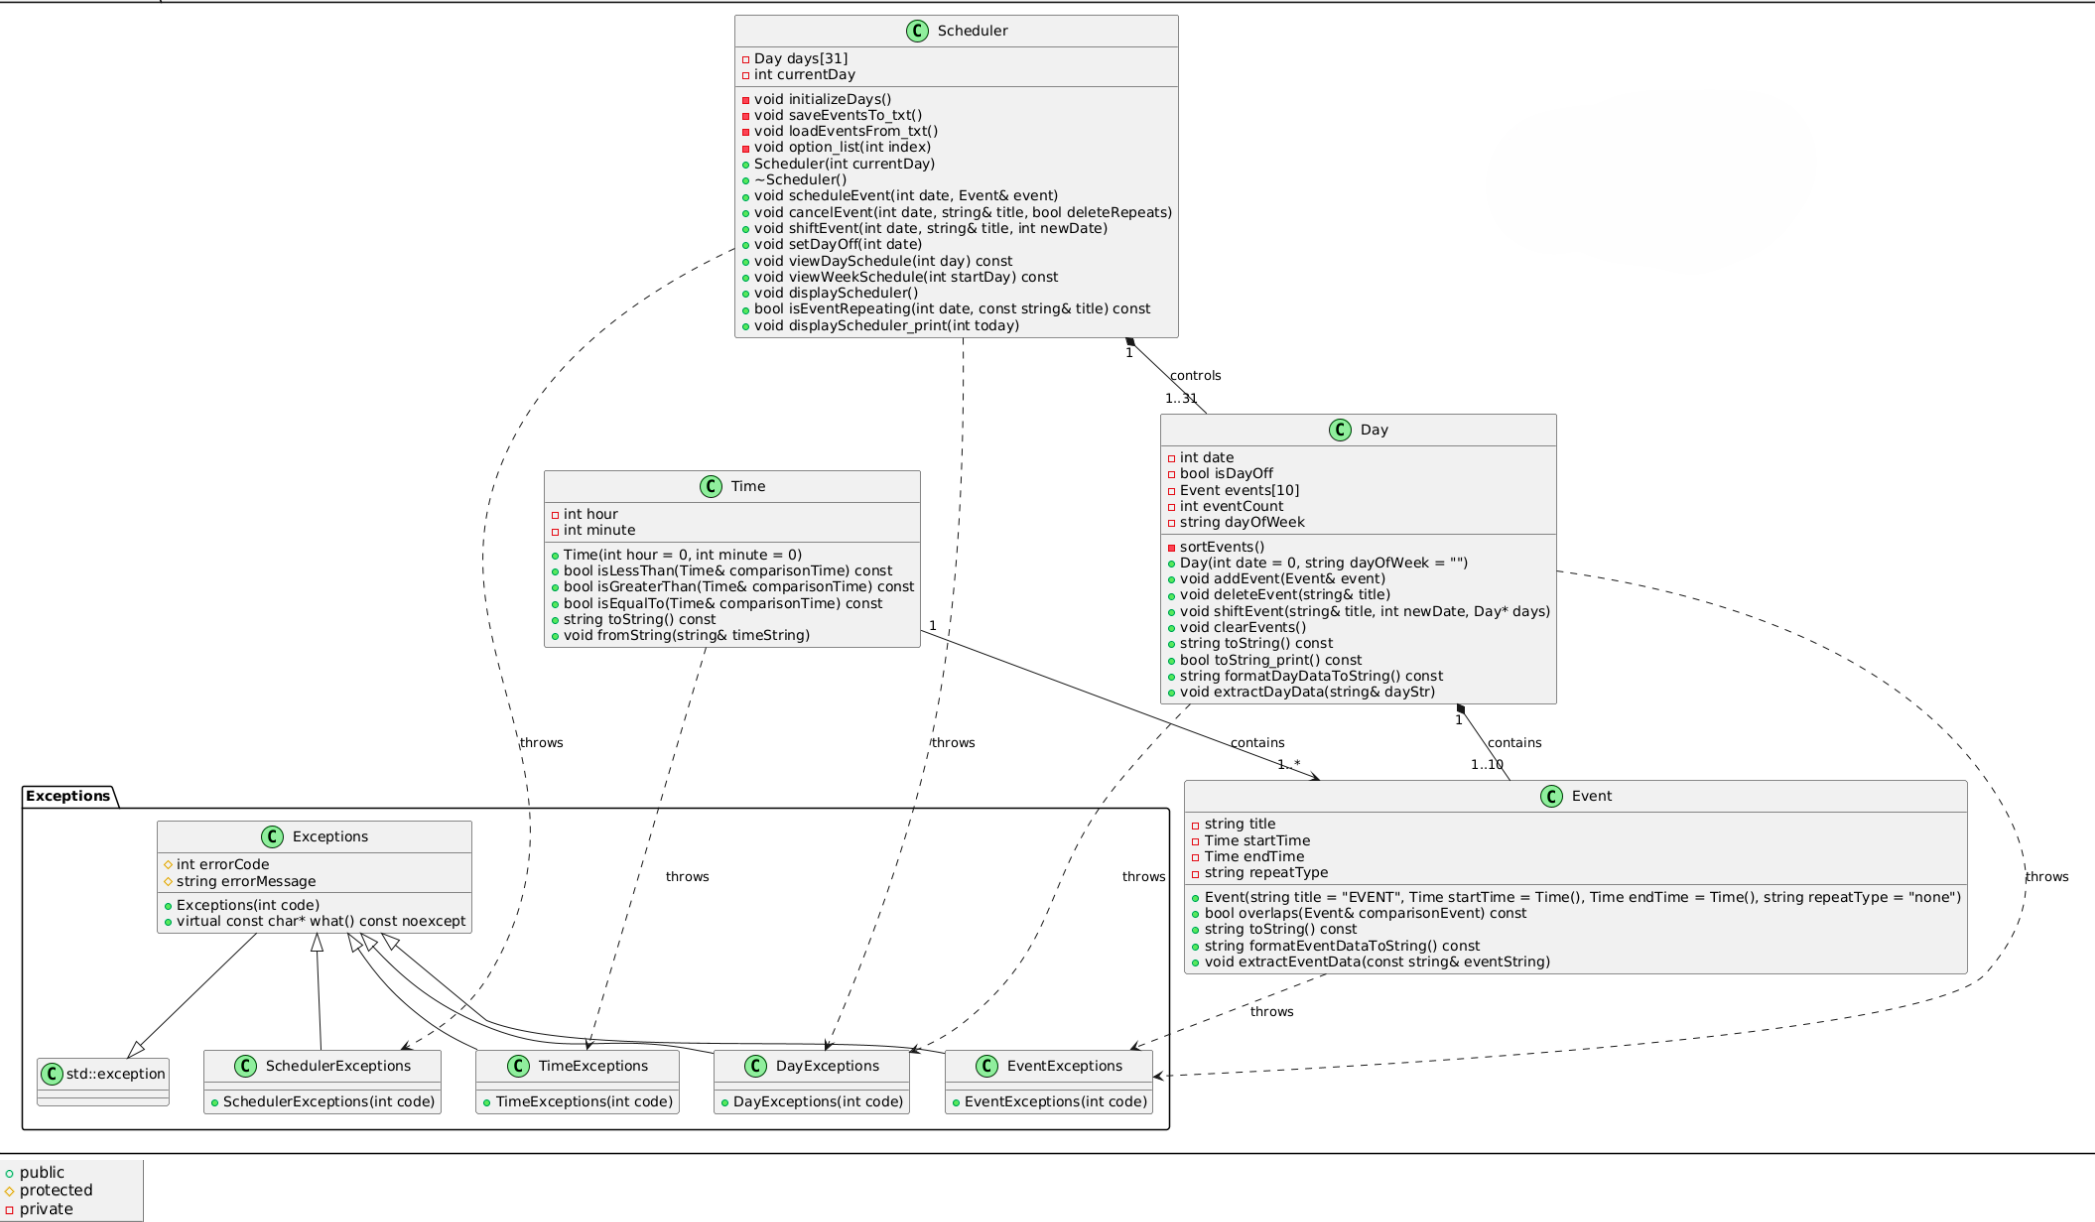 Scheduler
Day days[31]
int currentDay
void initializeDays()
void saveEventsTo_txt()
void loadEventsFrom_txt()
void option_list(int index)
Scheduler(int currentDay)
~Scheduler()
void scheduleEvent(int date, Event& event)
void cancelEvent(int date, string& title, bool deleteRepeats)
void shiftEvent(int date, string& title, int newDate)
void setDayOff(int date)
void viewDaySchedule(int day) const
void viewWeekSchedule(int startDay) const
void displayScheduler()
bool isEventRepeating(int date, const string& title) const
void displayScheduler_print(int today)
1
controls
1..31
Day
int date
bool isDayOff
Event events[10]
int eventCount
string dayOfWeek
sortEvents()
Day(int date = 0, string dayOfWeek = "")
void addEvent(Event& event)
void deleteEvent(string& title)
void shiftEvent(string& title, int newDate, Day* days)
void clearEvents()
string toString() const
bool toString_print() const
string formatDayDataToString() const
void extractDayData(string& dayStr)
Time
int hour
int minute
Time(int hour = 0, int minute = 0)
bool isLessThan(Time& comparisonTime) const
bool isGreaterThan(Time& comparisonTime) const
bool isEqualTo(Time& comparisonTime) const
string toString() const
void fromString(string& timeString)
1
contains
1..*
1
contains
1..10
throws
throws
throws
throws
throws
throws
Event
string title
Time startTime
Time endTime
string repeatType
Event(string title = "EVENT", Time startTime = Time(), Time endTime = Time(), string repeatType = "none")
bool overlaps(Event& comparisonEvent) const
string toString() const
string formatEventDataToString() const
void extractEventData(const string& eventString)
Exceptions
Exceptions
int errorCode
string errorMessage
Exceptions(int code)
virtual const char* what() const noexcept
std::exception
SchedulerExceptions
SchedulerExceptions(int code)
TimeExceptions
TimeExceptions(int code)
DayExceptions
DayExceptions(int code)
EventExceptions
EventExceptions(int code)
public
protected
private